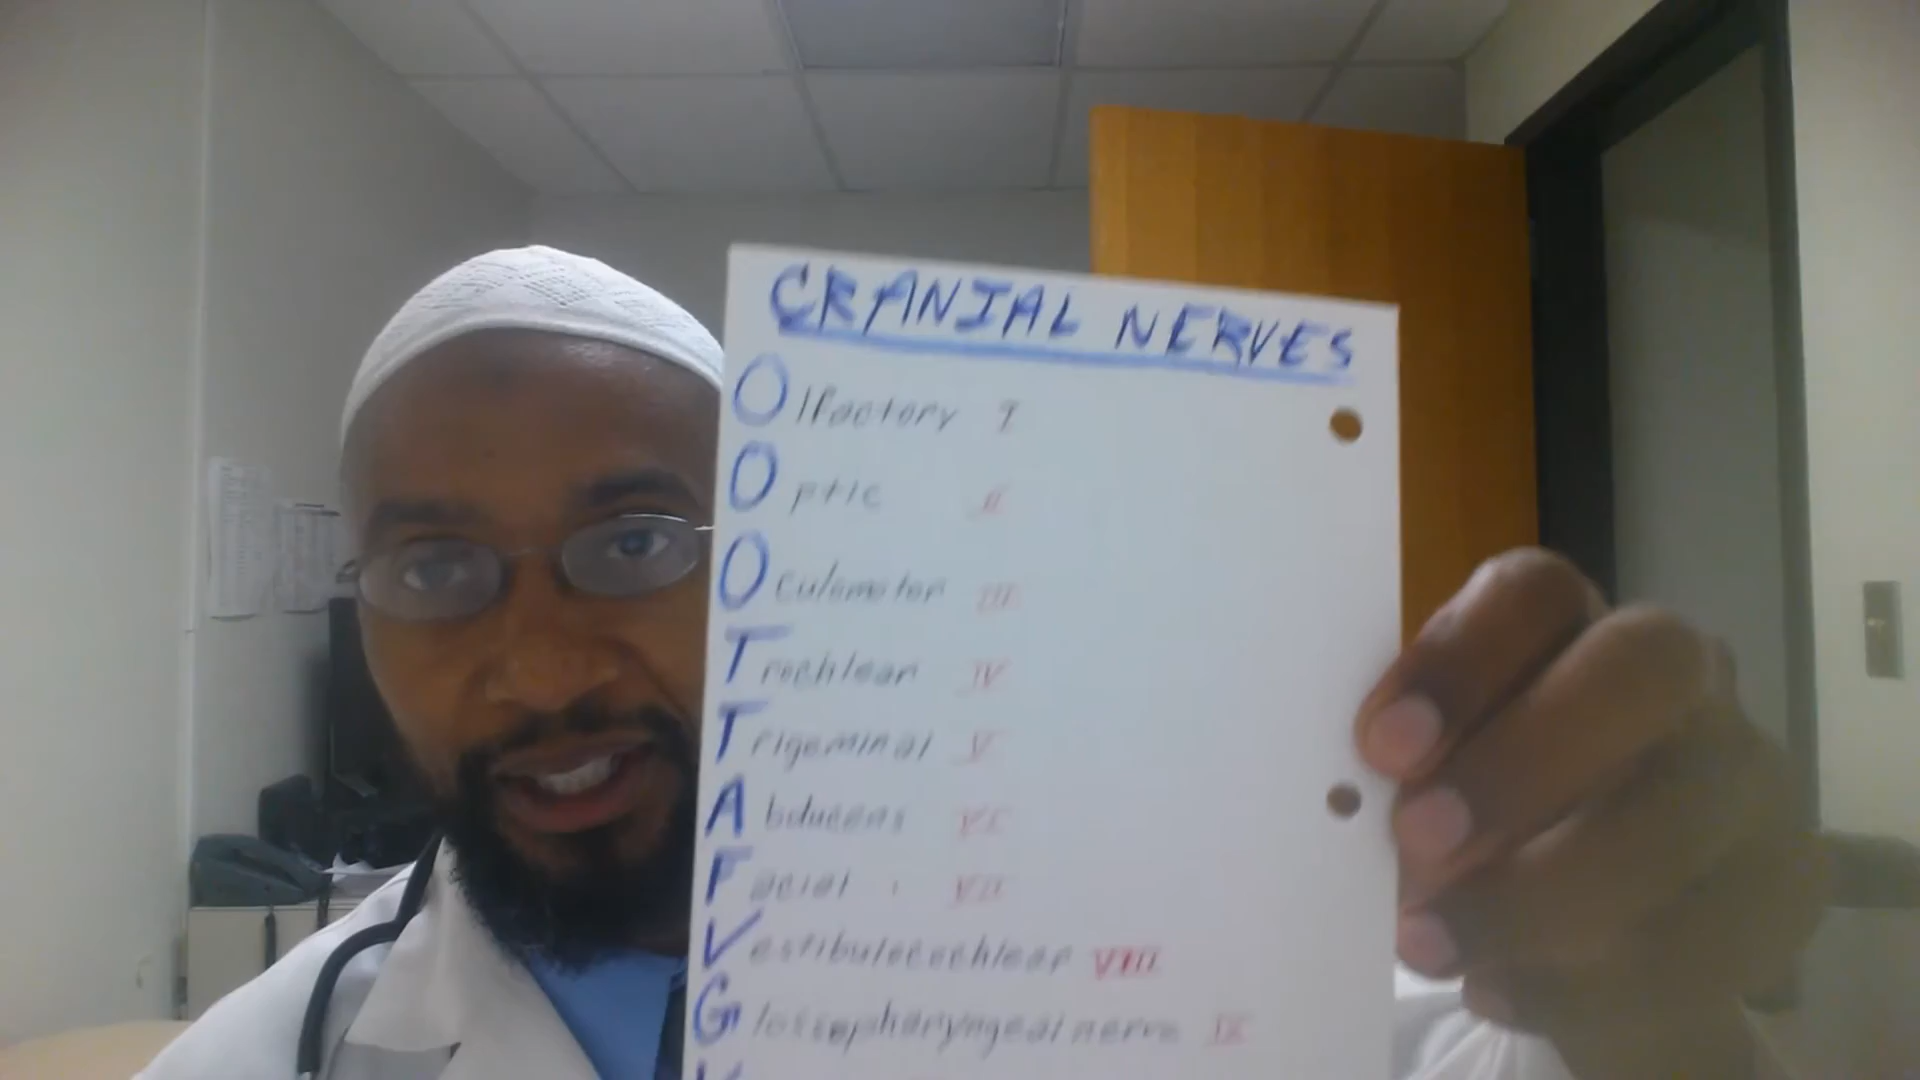 CRANIAL NERVES
Olfactory I
Optic II
Oculomotor III
Trochlear IV
Trigeminal V
Abducens VI
Facial VII
Vestibulocochlear VIII
Glossopharyngeal nerve IX